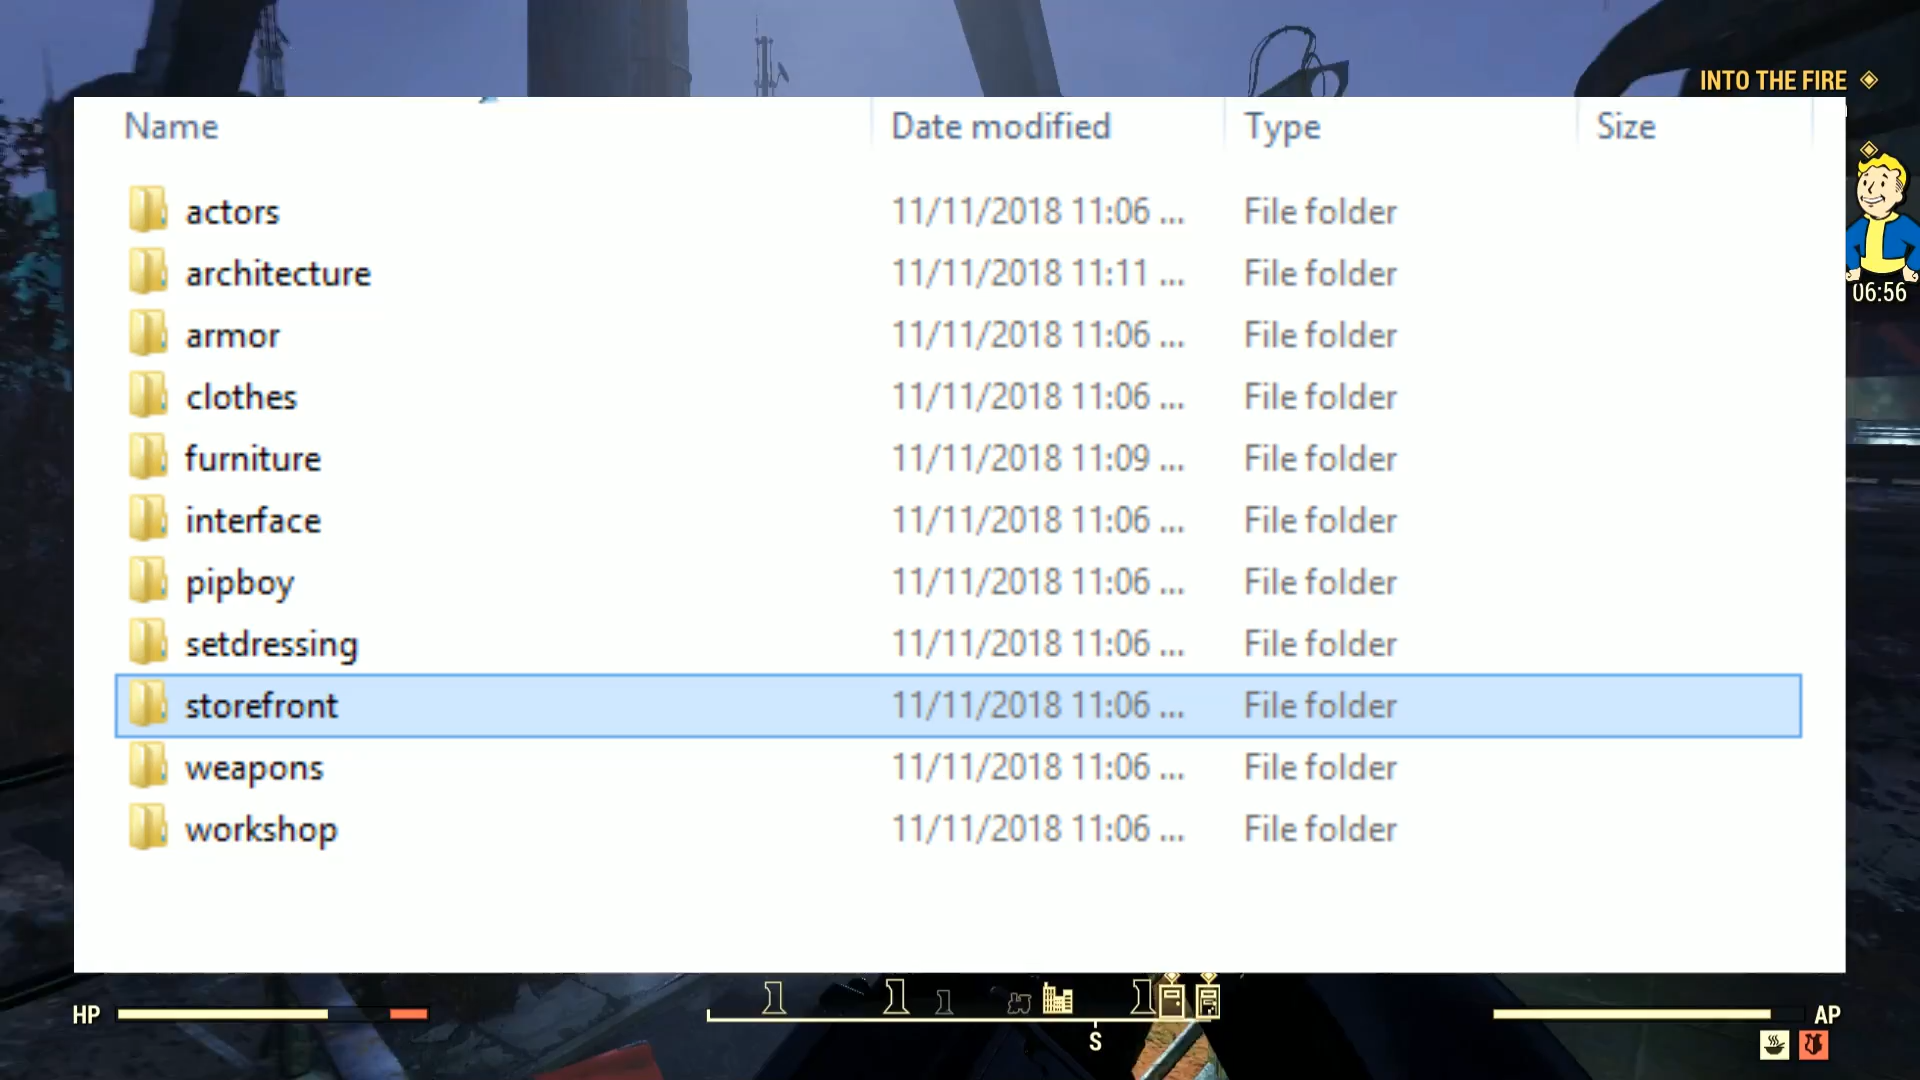 INTO THE FIRE
Name Date modified Type Size
actors 11/11/2018 11:06 ... File folder
architecture 11/11/2018 11:11 ... File folder
armor 11/11/2018 11:06 ... File folder
clothes 11/11/2018 11:06 ... File folder
furniture 11/11/2018 11:09 ... File folder
interface 11/11/2018 11:06 ... File folder
pipboy 11/11/2018 11:06 ... File folder
setdressing 11/11/2018 11:06 ... File folder
storefront 11/11/2018 11:06 ... File folder
weapons 11/11/2018 11:06 ... File folder
workshop 11/11/2018 11:06 ... File folder
06:56
HP
S
AP